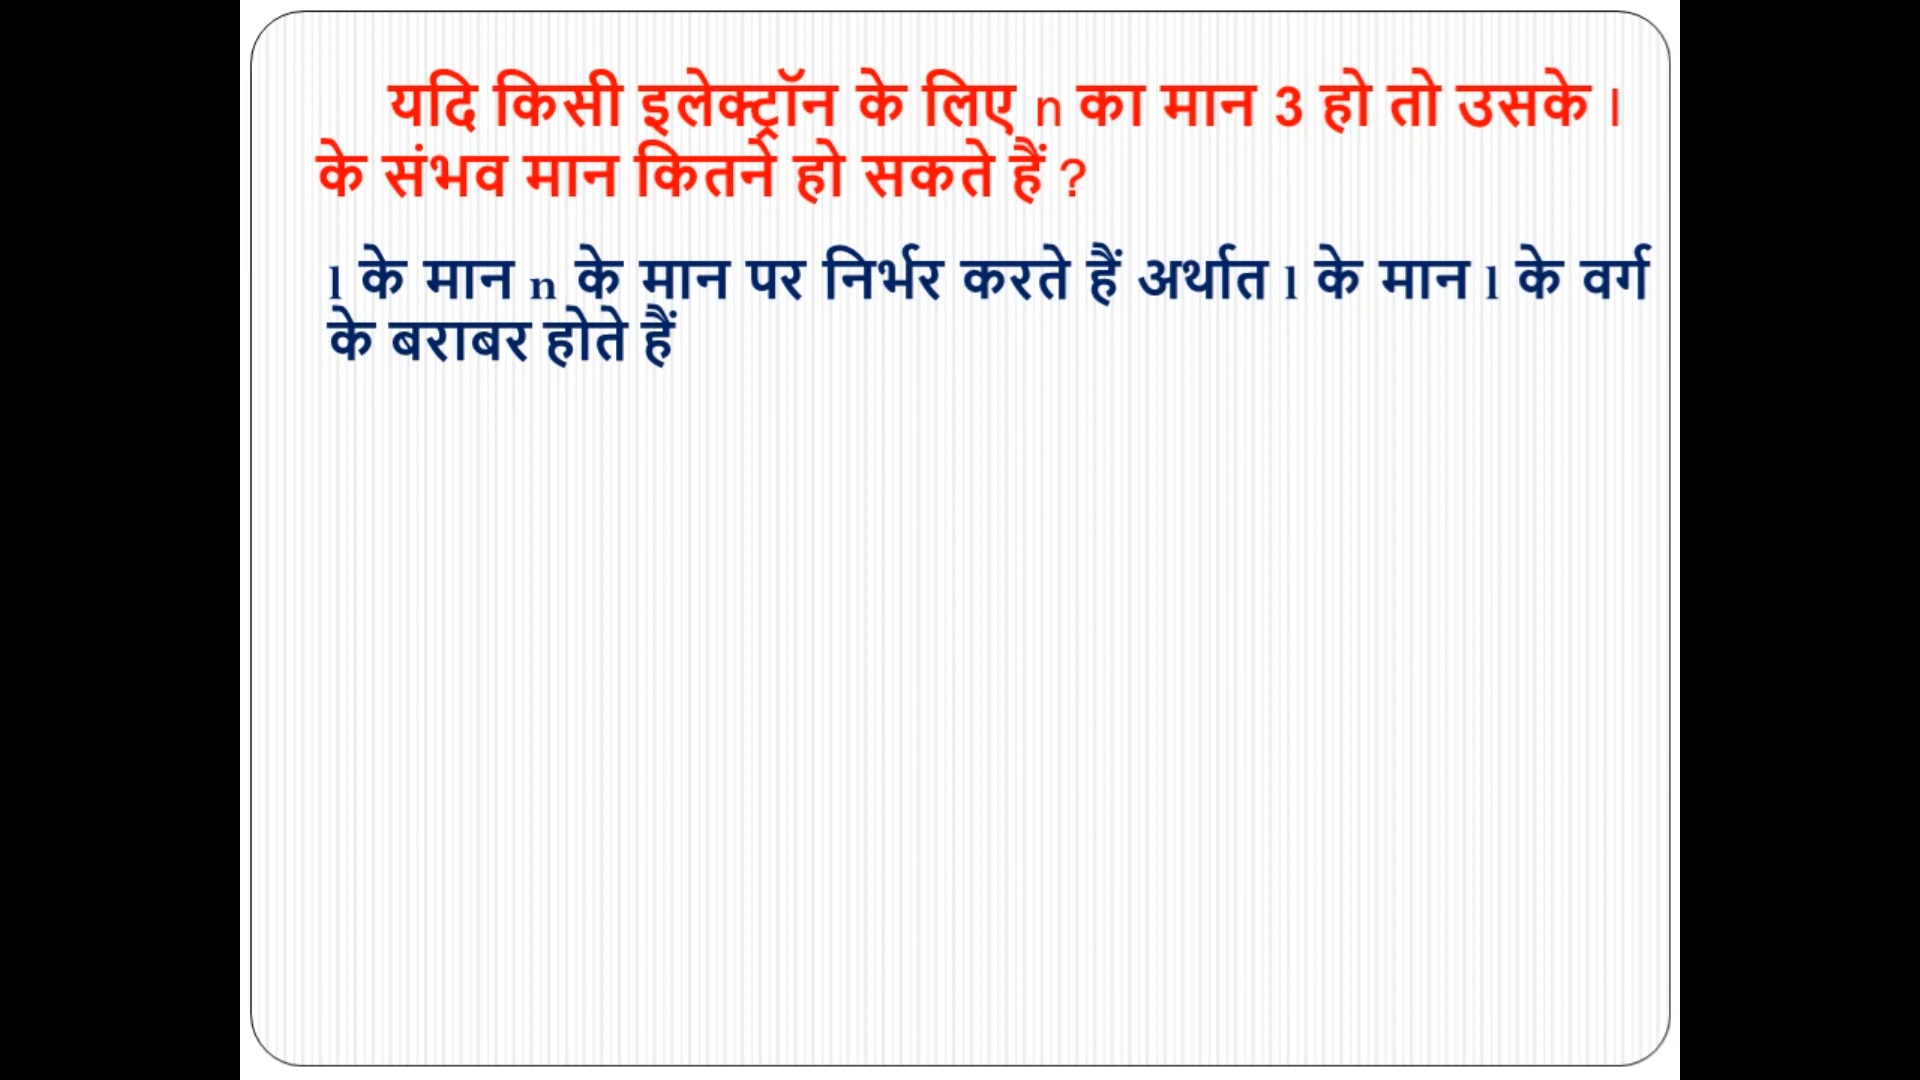 यदि किसी इलेक्ट्रॉन के लिए n का मान 3 हो तो उसके l
के संभव मान कितने हो सकते हैं ?
l के मान n के मान पर निर्भर करते हैं अर्थात l के मान l के वर्ग
के बराबर होते हैं